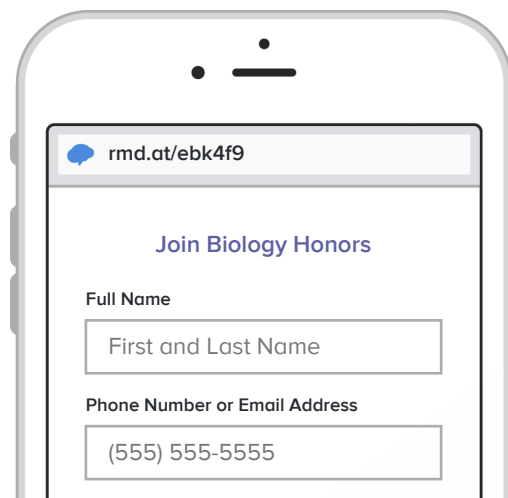 rmd.at/ebk4f9
Join Biology Honors
Full Name
First and Last Name
Phone Number or Email Address
(555) 555-5555